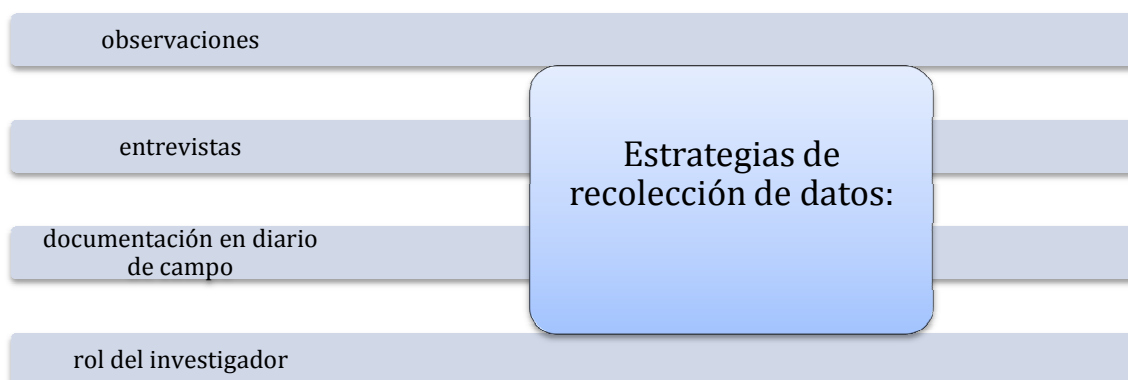 observaciones
entrevistas
documentación en diario
de campo
rol del investigador
Estrategias de
recolección de datos: